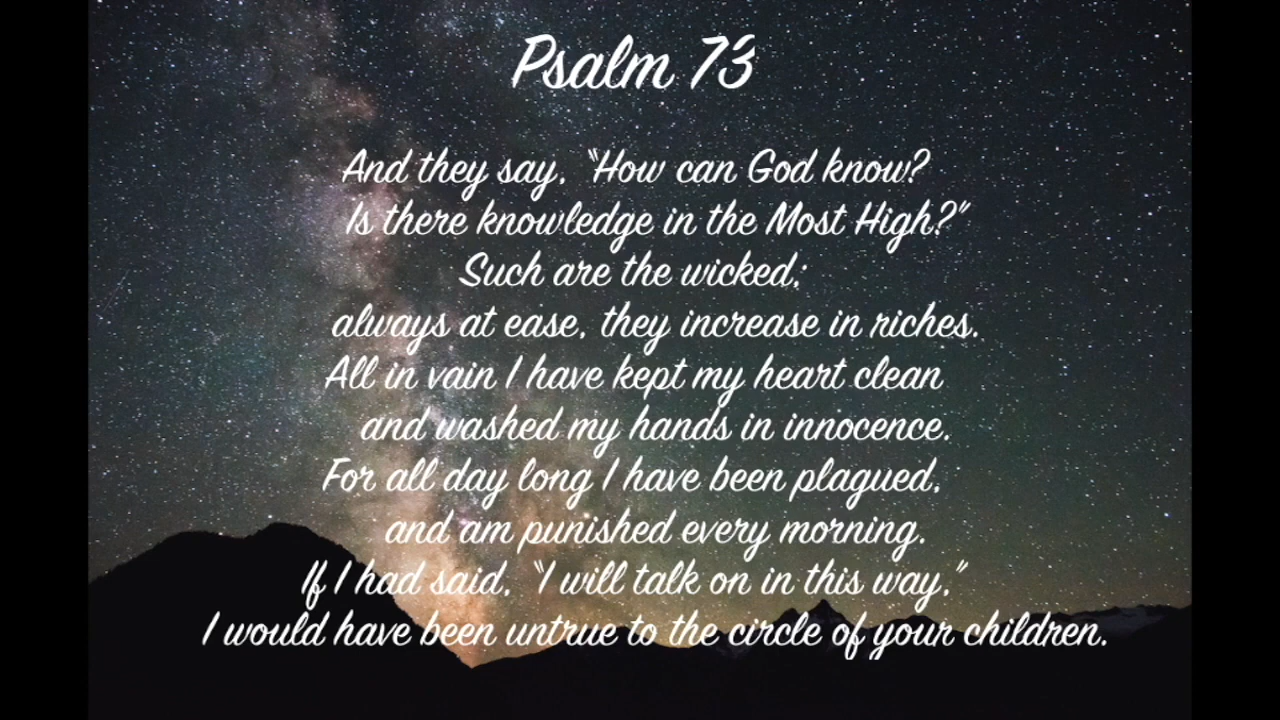 Psalm 73
And they say, "How can God know?
Is there knowledge in the Most High?"
Such are the wicked;
always at ease, they increase in riches.
All in vain I have kept my heart clean
and washed my hands in innocence.
For all day long I have been plagued,
and am punished every morning.
If I had said, "I will talk on in this way,"
I would have been untrue to the circle of your children.